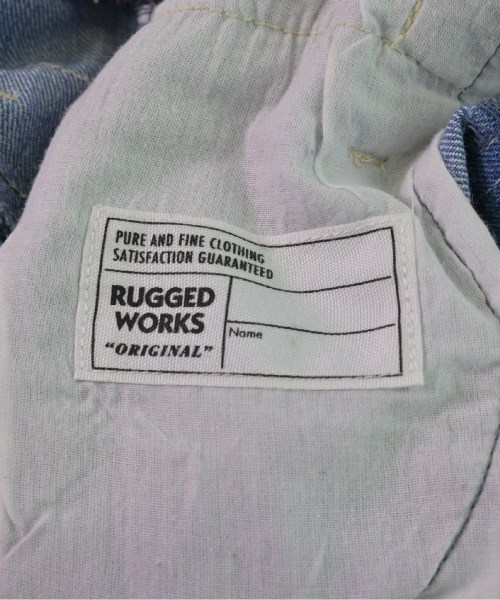 PURE AND FINE CLOTHING
SATISFACTION GUARANTEED
RUGGED
WORKS
"ORIGINAL"
Name